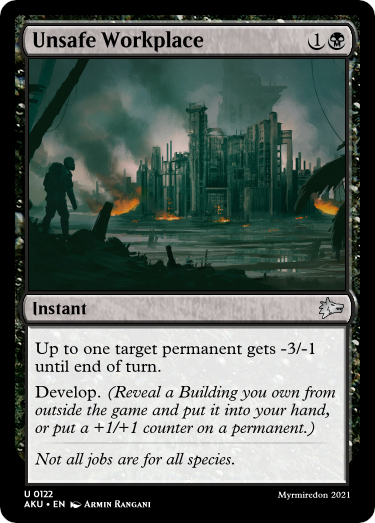 Unsafe Workplace 1
Instant
Up to one target permanent gets -3/-1
until end of turn.
Develop. (Reveal a Building you own from
outside the game and put it into your hand,
or put a +1/+1 counter on a permanent.)
Not all jobs are for all species.
U 0122
AKU • EN Armin Rangani
Myrmiredon 2021